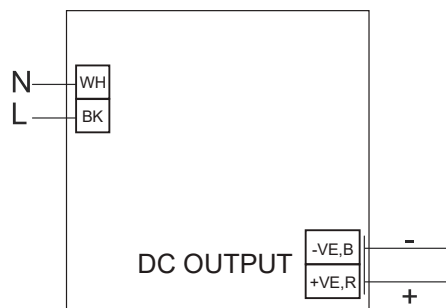 N WH
L BK
-VE,B -
DC OUTPUT
+VE,R +